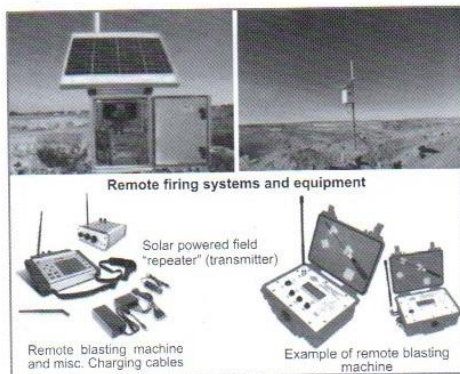 Remote firing systems and equipment
Solar powered field
"repeater" (transmitter)
Remote blasting machine
and misc. Charging cables
Example of remote blasting
machine